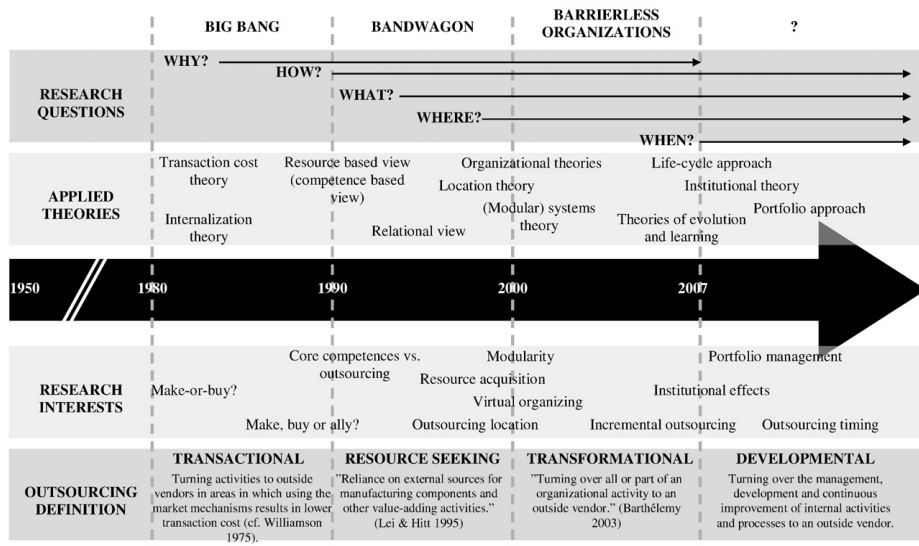 BIG BANG
BANDWAGON
BARRIERLESS
ORGANIZATIONS
?
RESEARCH
QUESTIONS
WHY?
HOW?
WHAT?
WHERE?
WHEN?
APPLIED
THEORIES
Transaction cost
theory
Internalization
theory
Resource based view
(competence based
view)
Relational view
Organizational theories
Location theory
(Modular) systems
theory
Life-cycle approach
Institutional theory
Portfolio approach
Theories of evolution
and learning
1950
1980
1990
2000
2007
RESEARCH
INTERESTS
Make-or-buy?
Core competences vs.
outsourcing
Make, buy or ally?
Modularity
Resource acquisition
Virtual organizing
Outsourcing location
Portfolio management
Institutional effects
Incremental outsourcing
Outsourcing timing
OUTSOURCING
DEFINITION
TRANSACTIONAL
Turning activities to outside
vendors in areas in which using the
market mechanisms results in lower
transaction cost (cf. Williamson
1975).
RESOURCE SEEKING
”Reliance on external sources for
manufacturing components and
other value-adding activities.”
(Lei & Hitt 1995)
TRANSFORMATIONAL
”Turning over all or part of an
organizational activity to an
outside vendor.” (Barthélemy
2003)
DEVELOPMENTAL
Turning over the management,
development and continuous
improvement of internal activities
and processes to an outside vendor.